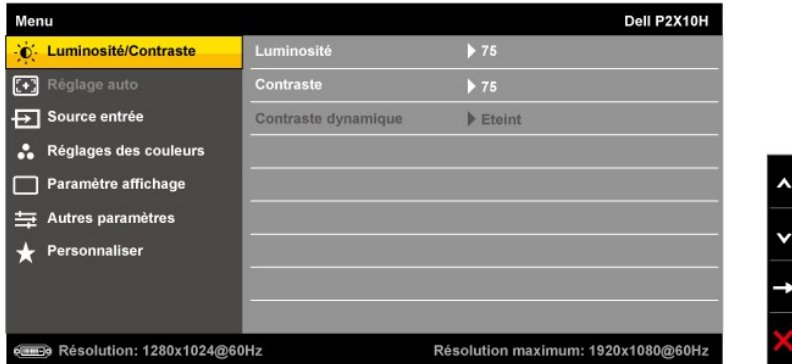 Menu Dell P2X10H
Luminosité/Contraste Luminosité 75
Réglage auto Contraste 75
Source entrée Contraste dynamique Eteint
Réglages des couleurs
Paramètre affichage
Autres paramètres
Personnaliser
Résolution: 1280x1024@60Hz Résolution maximum: 1920x1080@60Hz